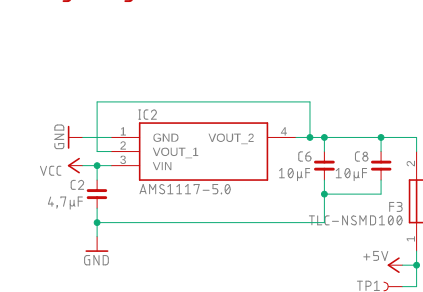 IC2
GND
1
GND
VOUT_2
4
2
VOUT_1
3
VIN
VCC
C2
4,7µF
AMS1117-5.0
C6
10µF
C8
10µF
2
F3
TLC-NSMD100
1
GND
+5V
TP1